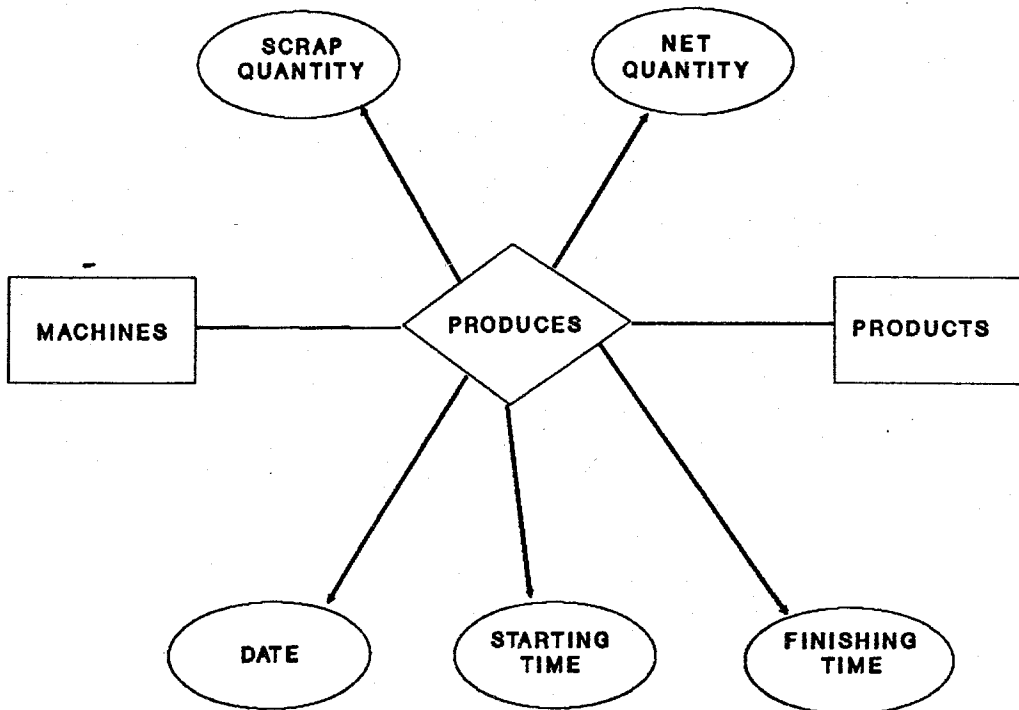 SCRAP
QUANTITY
NET
QUANTITY
MACHINES
PRODUCES
PRODUCTS
DATE
STARTING
TIME
FINISHING
TIME